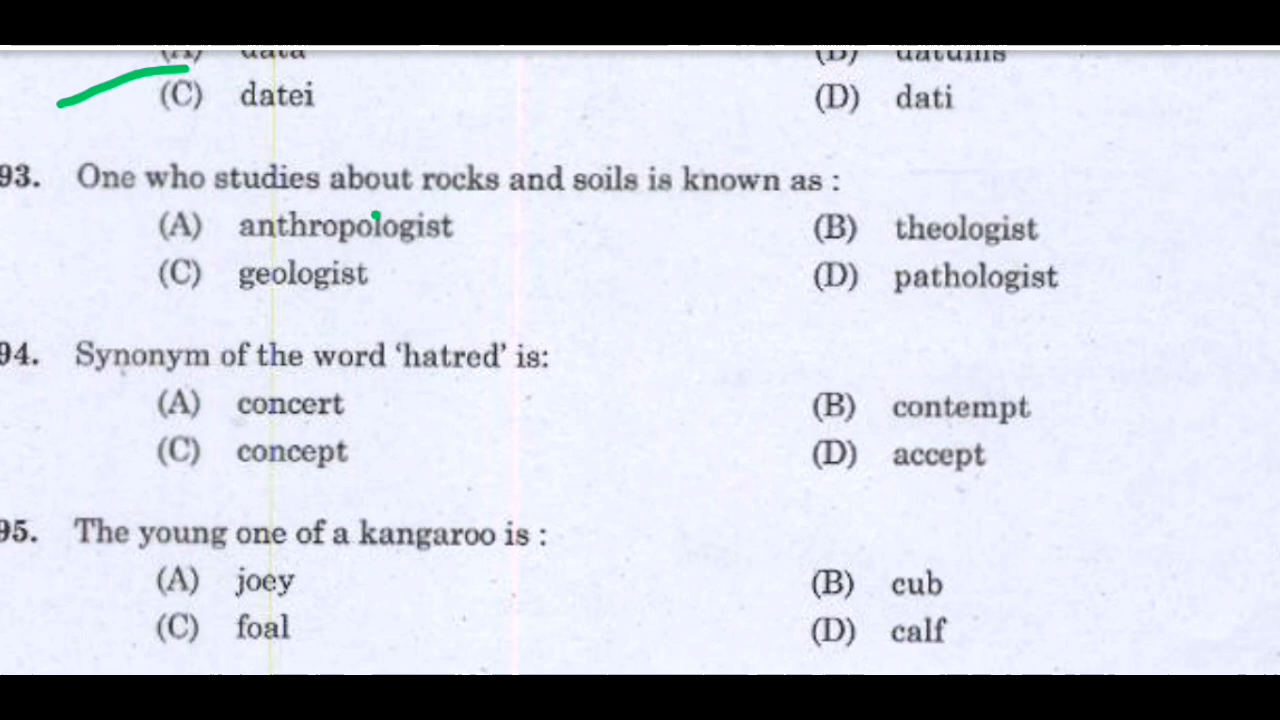 (A) data (B) datums
(C) datei (D) dati
93. One who studies about rocks and soils is known as :
(A) anthropologist (B) theologist
(C) geologist (D) pathologist
94. Synonym of the word ‘hatred’ is:
(A) concert (B) contempt
(C) concept (D) accept
95. The young one of a kangaroo is :
(A) joey (B) cub
(C) foal (D) calf